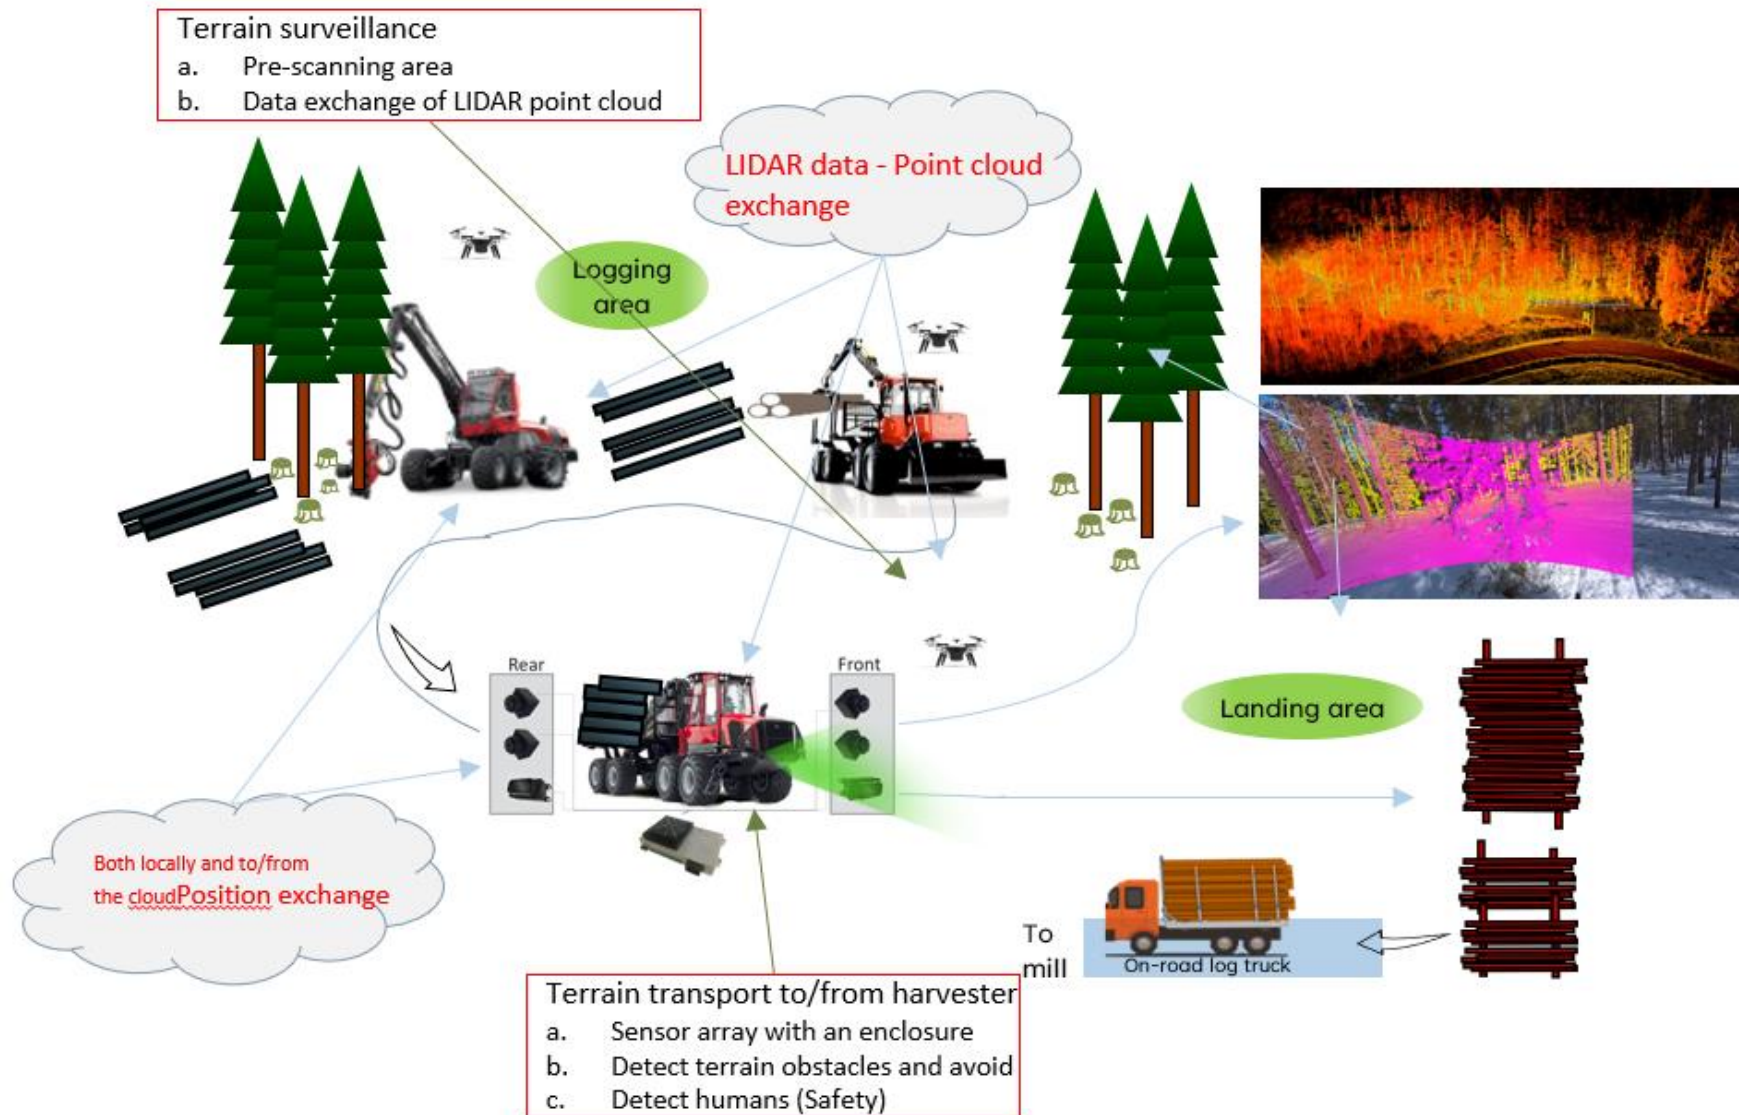 Terrain surveillance
a. Pre-scanning area
b. Data exchange of LIDAR point cloud
LIDAR data - Point cloud
exchange
Logging
area
Rear
Front
Landing area
Both locally and to/from
the cloudPosition exchange
To
mill
On-road log truck
Terrain transport to/from harvester
a. Sensor array with an enclosure
b. Detect terrain obstacles and avoid
c. Detect humans (Safety)